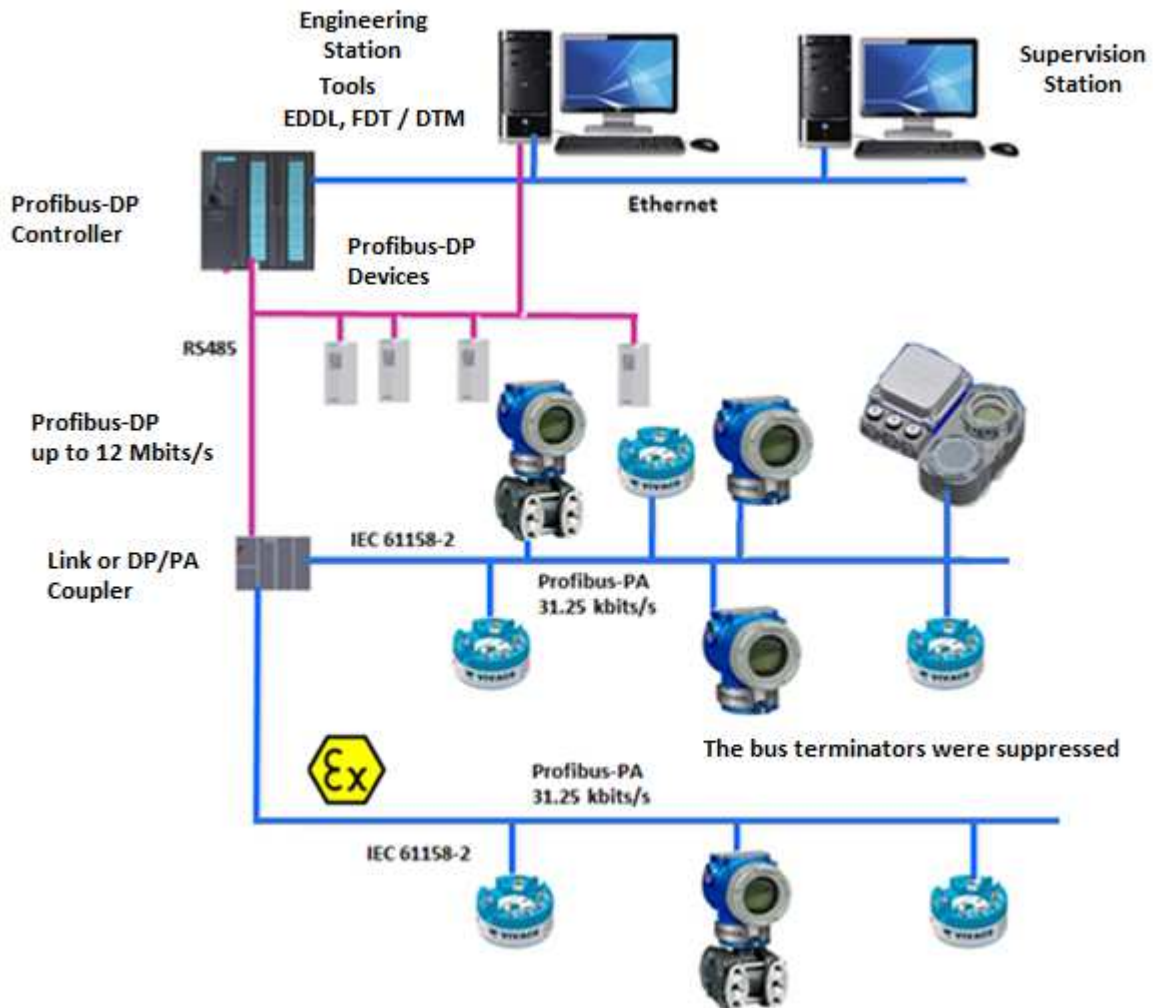 Engineering
Station
Tools
EDDL, FDT / DTM
Supervision
Station
Ethernet
Profibus-DP
Controller
Profibus-DP
Devices
RS485
Profibus-DP
up to 12 Mbits/s
IEC 61158-2
Link or DP/PA
Coupler
Profibus-PA
31.25 kbits/s
The bus terminators were suppressed
Ex
Profibus-PA
31.25 kbits/s
IEC 61158-2